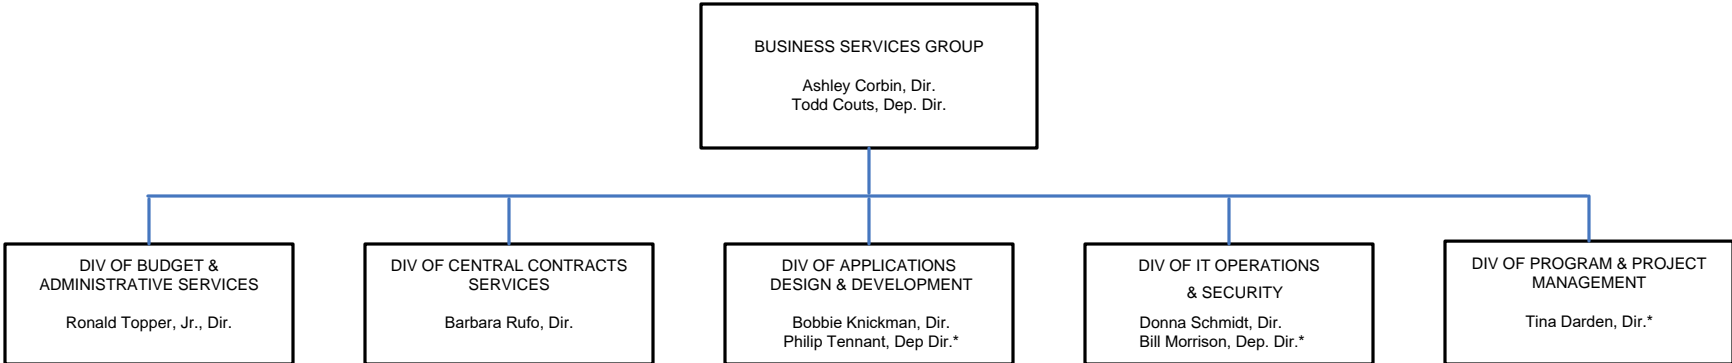 BUSINESS SERVICES GROUP
Ashley Corbin, Dir.
Todd Couts, Dep. Dir.
DIV OF BUDGET &
ADMINISTRATIVE SERVICES
Ronald Topper, Jr., Dir.
DIV OF CENTRAL CONTRACTS
SERVICES
Barbara Rufo, Dir.
DIV OF APPLICATIONS
DESIGN & DEVELOPMENT
Bobbie Knickman, Dir.
Philip Tennant, Dep Dir.*
DIV OF IT OPERATIONS
& SECURITY
Donna Schmidt, Dir.
Bill Morrison, Dep. Dir.*
DIV OF PROGRAM & PROJECT
MANAGEMENT
Tina Darden, Dir.*